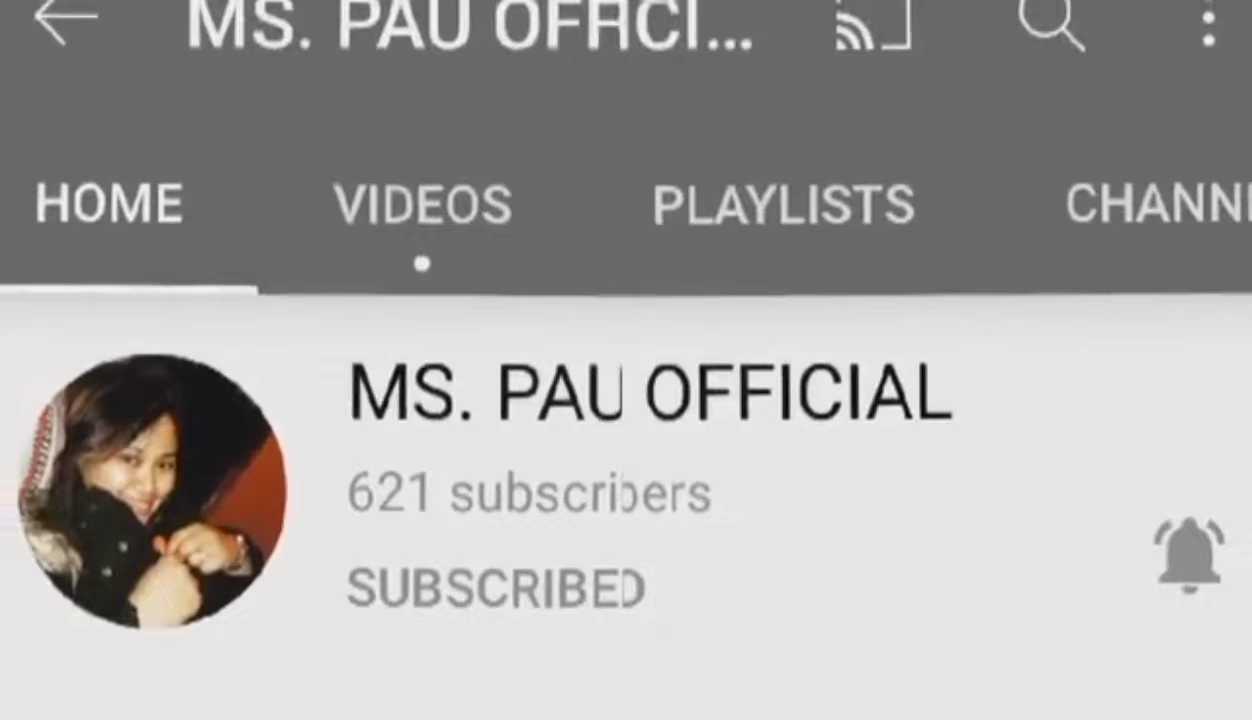 MS. PAU OFFICI...
HOME VIDEOS PLAYLISTS CHANN
MS. PAU OFFICIAL
621 subscribers
SUBSCRIBED